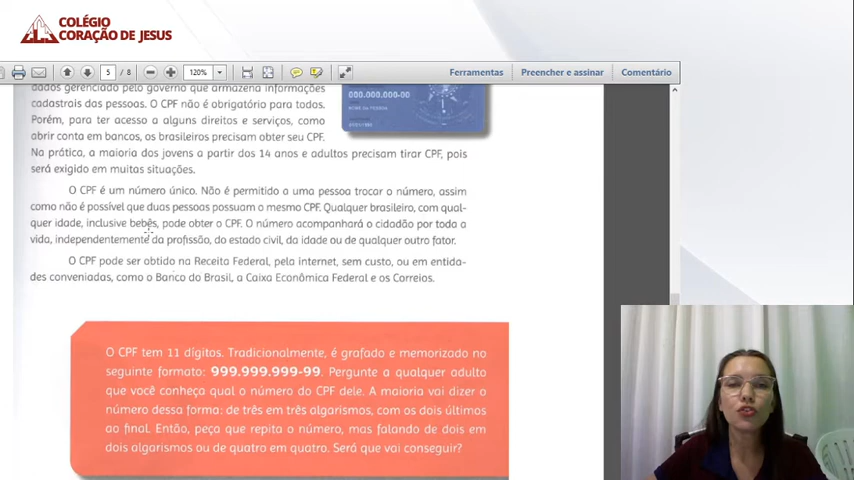 COLÉGIO
CORAÇÃO DE JESUS
5 / 8
120%
Ferramentas
Preencher e assinar
Comentário
dados gerenciado pelo governo que armazena informações
cadastrais das pessoas. O CPF não é obrigatório para todos.
Porém, para ter acesso a alguns direitos e serviços, como
abrir conta em bancos, os brasileiros precisam obter seu CPF.
Na prática, a maioria dos jovens a partir dos 14 anos e adultos precisam tirar CPF, pois
será exigido em muitas situações.
000.000.000-00
NOME DA PESSOA
O CPF é um número único. Não é permitido a uma pessoa trocar o número, assim
como não é possível que duas pessoas possuam o mesmo CPF. Qualquer brasileiro, com qual-
quer idade, inclusive bebês, pode obter o CPF. O número acompanhará o cidadão por toda a
vida, independentemente da profissão, do estado civil, da idade ou de qualquer outro fator.
O CPF pode ser obtido na Receita Federal, pela internet, sem custo, ou em entida-
des conveniadas, como o Banco do Brasil, a Caixa Econômica Federal e os Correios.
O CPF tem 11 dígitos. Tradicionalmente, é grafado e memorizado no
seguinte formato: 999.999.999-99. Pergunte a qualquer adulto
que você conheça qual o número do CPF dele. A maioria vai dizer o
número dessa forma: de três em três algarismos, com os dois últimos
ao final. Então, peça que repita o número, mas falando de dois em
dois algarismos ou de quatro em quatro. Será que vai conseguir?